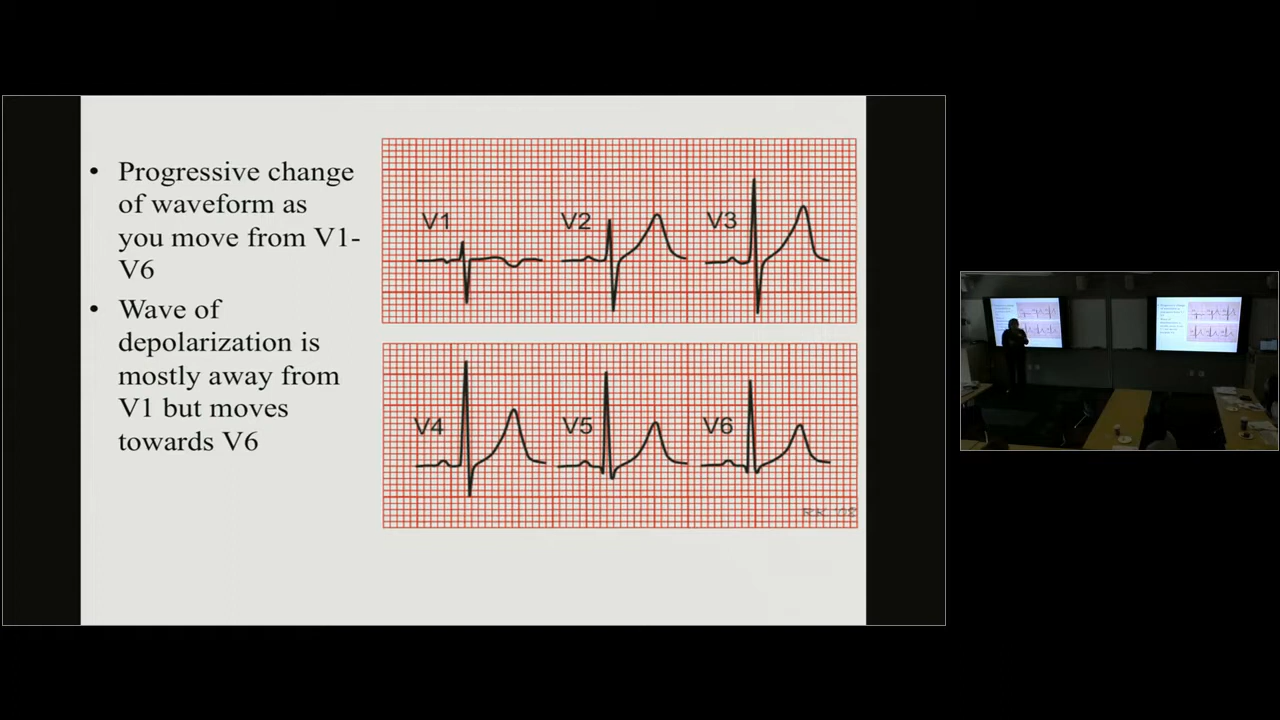 • Progressive change
of waveform as
you move from V1-
V6
• Wave of
depolarization is
mostly away from
V1 but moves
towards V6
V1
V2
V3
V4
V5
V6